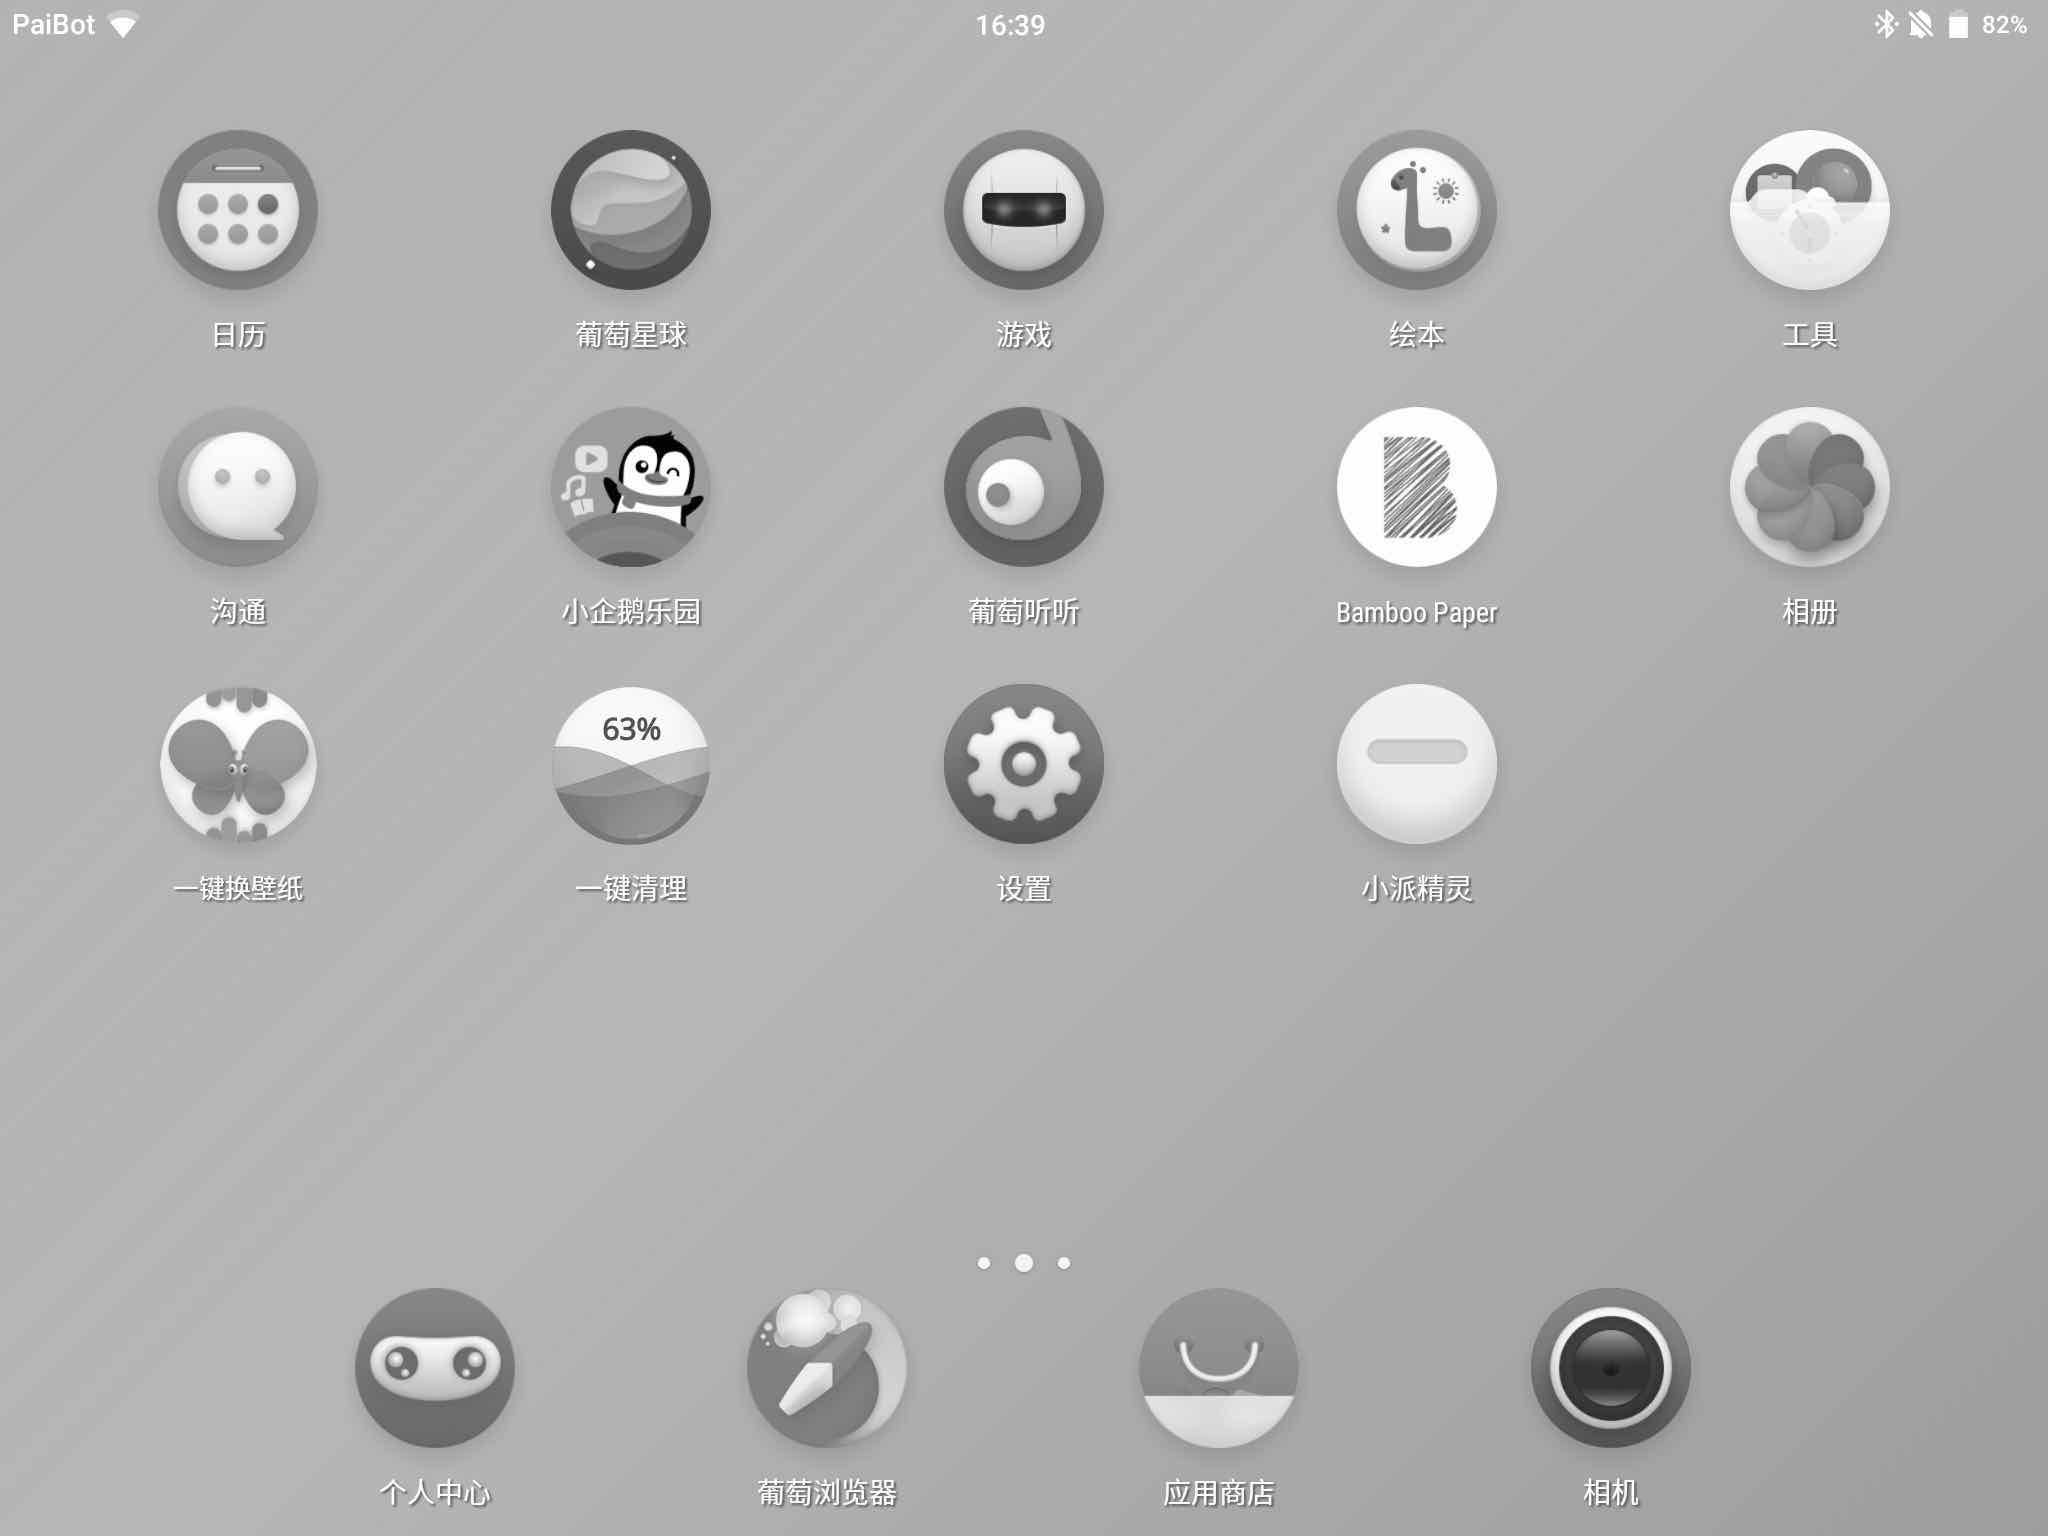 PaiBot
16:39
82%
日历
葡萄星球
游戏
绘本
工具
沟通
小企鹅乐园
葡萄听听
Bamboo Paper
相册
63%
一键换壁纸
一键清理
设置
小派精灵
个人中心
葡萄浏览器
应用商店
相机